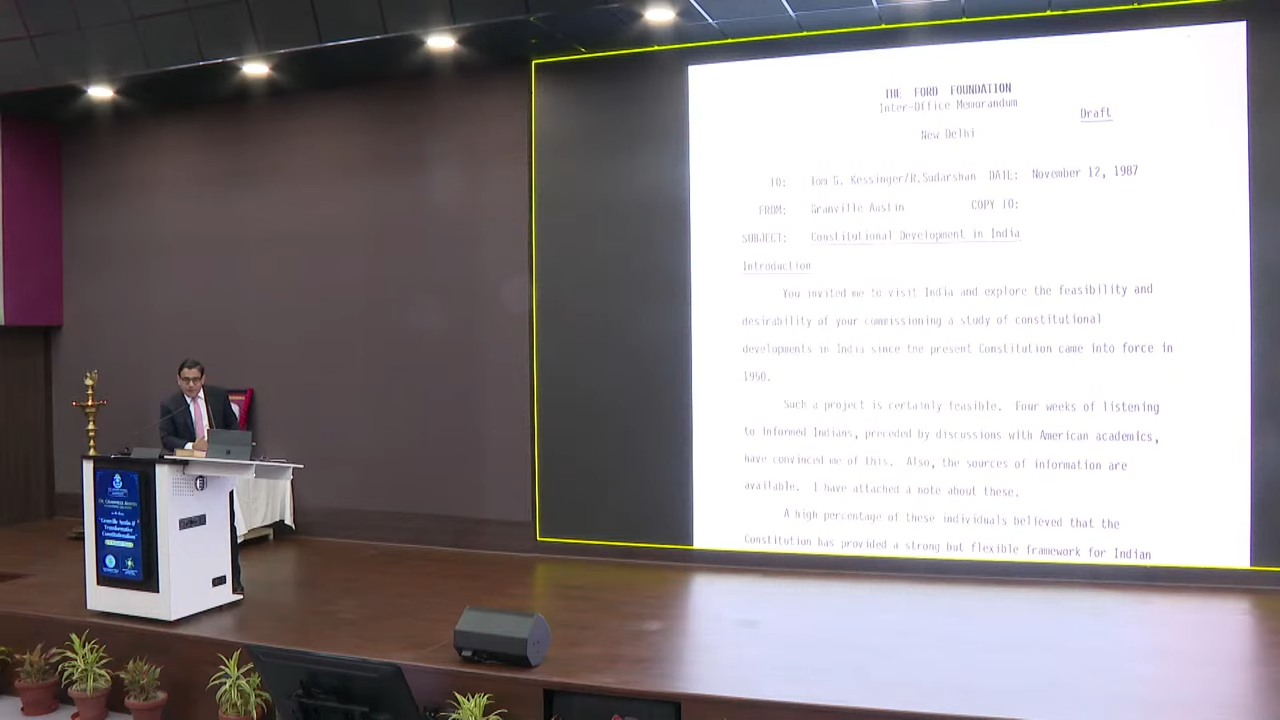 THE FORD FOUNDATION
Inter-Office Memorandum
Draft
New Delhi
TO: Tom G. Kessinger/R.Sudarshan DATE: November 12, 1987
FROM: Granville Austin COPY TO:
SUBJECT: Constitutional Development in India
Introduction
You invited me to visit India and explore the feasibility and
desirability of your commissioning a study of constitutional
developments in India since the present Constitution came into force in
1950.
Such a project is certainly feasible. Four weeks of listening
to informed Indians, preceded by discussions with American academics,
have convinced me of this. Also, the sources of information are
available. I have attached a note about these.
A high percentage of these individuals believed that the
Constitution has provided a strong but flexible framework for Indian
"Granville Austin &
Transformative
Constitutionalism"